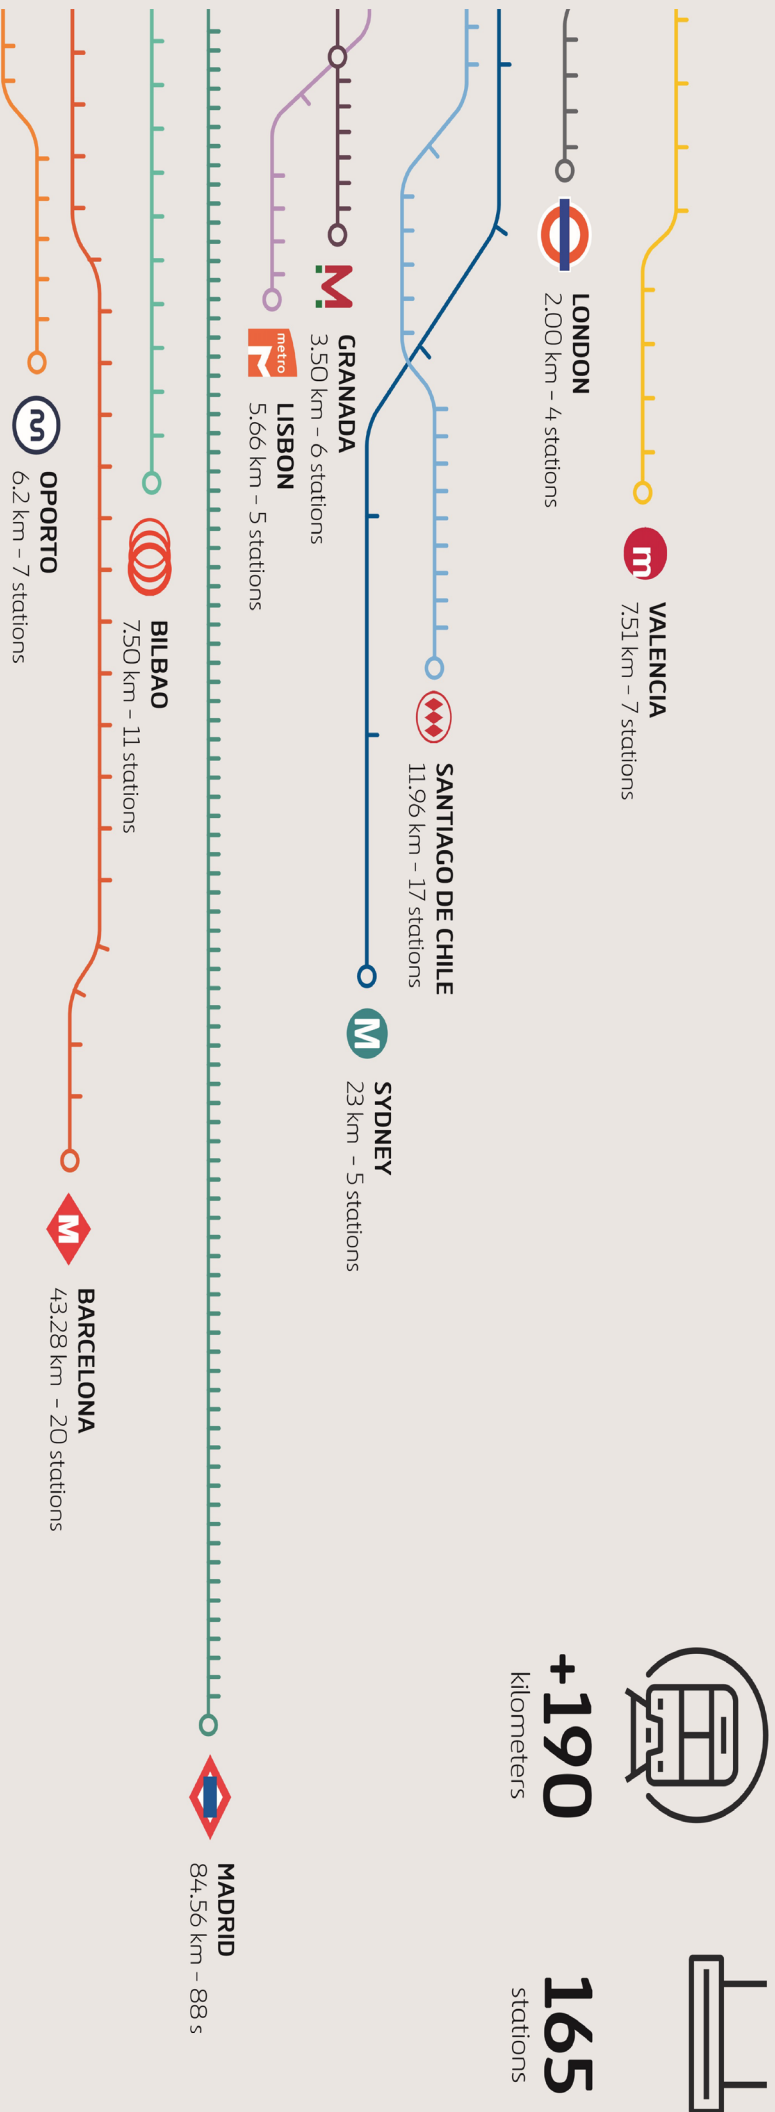 VALENCIA
7.51 km – 7 stations
LONDON
2.00 km – 4 stations
SANTIAGO DE CHILE
11.96 km – 17 stations
SYDNEY
23 km – 5 stations
M
GRANADA
3.50 km – 6 stations
metro
LISBON
5.66 km – 5 stations
MADRID
84.56 km – 88 s
BILBAO
7.50 km – 11 stations
M
BARCELONA
43.28 km – 20 stations
OPORTO
6.2 km – 7 stations
m
M
+190
kilometers
165
stations